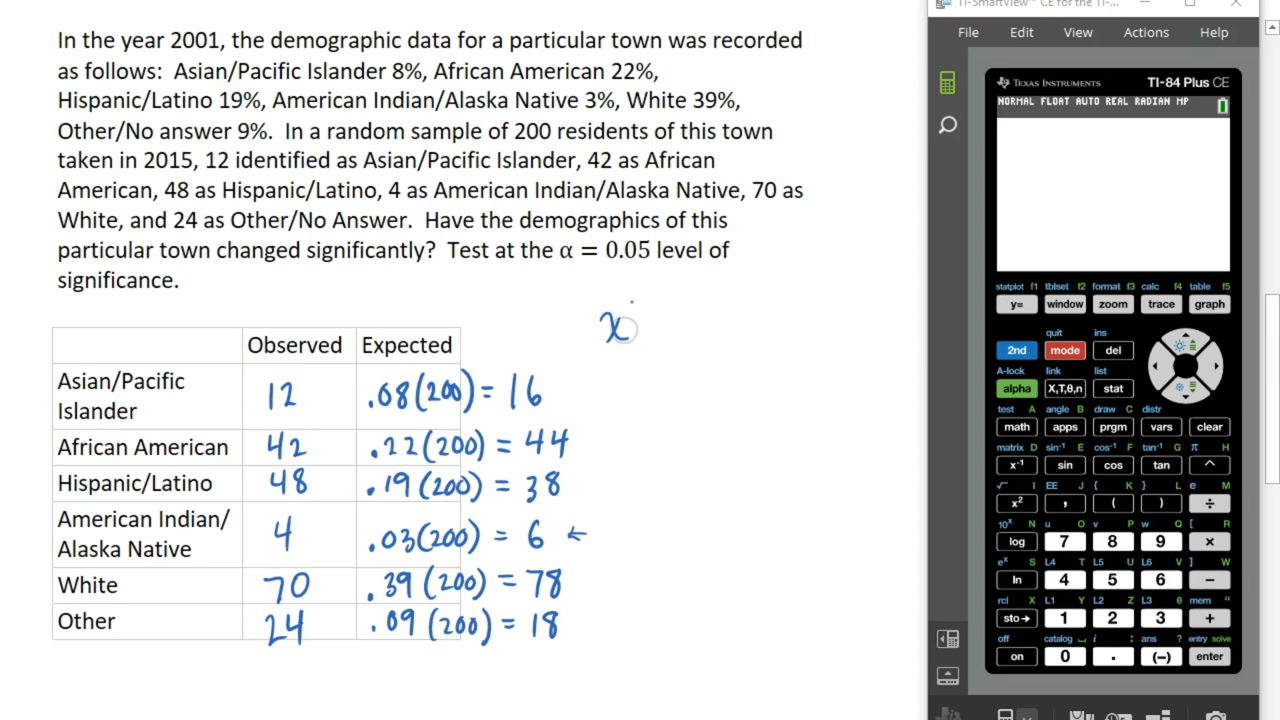 In the year 2001, the demographic data for a particular town was recorded
as follows:  Asian/Pacific Islander 8%, African American 22%,
Hispanic/Latino 19%, American Indian/Alaska Native 3%, White 39%,
Other/No answer 9%.  In a random sample of 200 residents of this town
taken in 2015, 12 identified as Asian/Pacific Islander, 42 as African
American, 48 as Hispanic/Latino, 4 as American Indian/Alaska Native, 70 as
White, and 24 as Other/No Answer.  Have the demographics of this
particular town changed significantly?  Test at the α = 0.05 level of
significance.
x
Observed Expected
Asian/Pacific
Islander 12 .08(200) = 16
African American 42 .22(200) = 44
Hispanic/Latino 48 .19(200) = 38
American Indian/
Alaska Native 4 .03(200) = 6 ←
White 70 .39(200) = 78
Other 24 .09(200) = 18
TI-SmartView™ CE for the TI-...
File Edit View Actions Help
TEXAS INSTRUMENTS TI-84 Plus CE
NORMAL FLOAT AUTO REAL RADIAN MP
statplot f1 tblset f2 format f3 calc f4 table f5
y= window zoom trace graph
quit ins
2nd mode del
A-lock link list
alpha X,T,θ,n stat
test A angle B draw C distr
math apps prgm vars clear
matrix D sin⁻¹ E cos⁻¹ F tan⁻¹ G π H
x⁻¹ sin cos tan ^
√ I EE J { K } L e M
x² , ( ) ÷
10ˣ N u O v P w Q [ R
log 7 8 9 ×
eˣ S L4 T L5 U L6 V ] W
ln 4 5 6 −
rcl X L1 Y L2 Z L3 θ mem "
sto→ 1 2 3 +
off catalog i : ans ? entry solve
on 0 . (−) enter